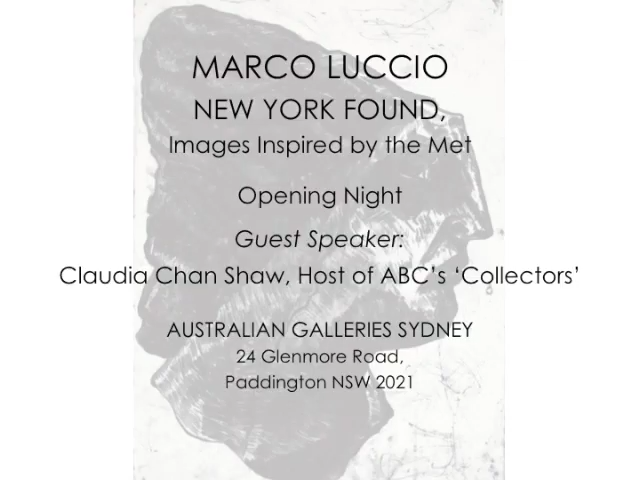 MARCO LUCCIO
NEW YORK FOUND,
Images Inspired by the Met
Opening Night
Guest Speaker:
Claudia Chan Shaw, Host of ABC’s ‘Collectors’
AUSTRALIAN GALLERIES SYDNEY
24 Glenmore Road,
Paddington NSW 2021